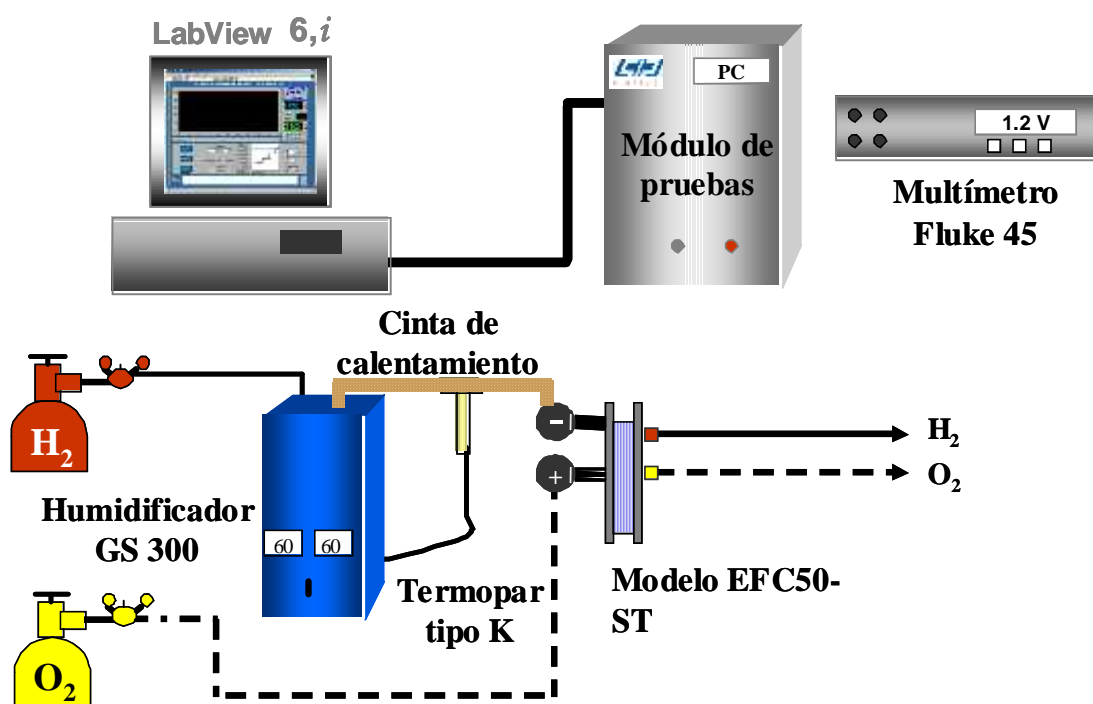 LabView 6,i
PC
Módulo de
pruebas
1.2 V
Multímetro
Fluke 45
Cinta de
calentamiento
H2
-
H2
+
O2
Humidificador
GS 300
60 60
Termopar
tipo K
Modelo EFC50-
ST
O2